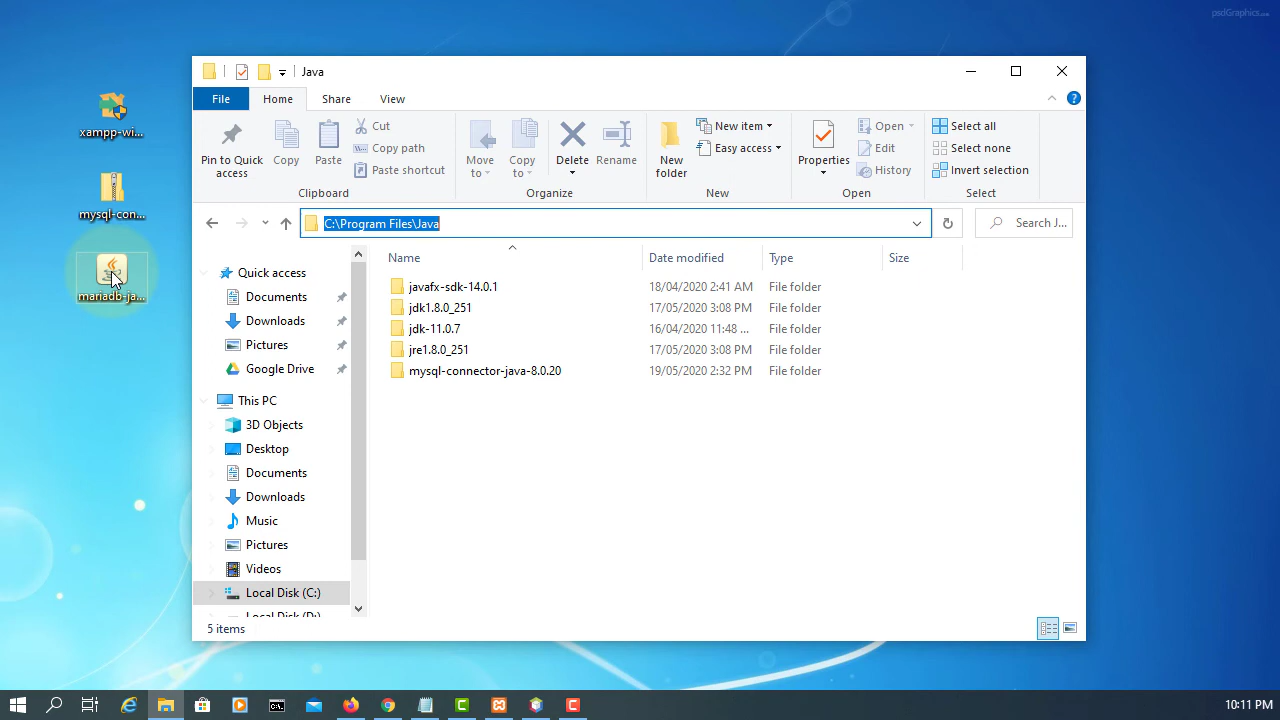 psdGraphics.com
Java
File
Home
Share
View
Pin to Quick access
Copy
Paste
Cut
Copy path
Paste shortcut
Clipboard
Move to
Copy to
Delete
Rename
Organize
New folder
New item
Easy access
New
Properties
Open
Edit
History
Open
Select all
Select none
Invert selection
Select
C:\Program Files\Java
Search J...
Name
Date modified
Type
Size
Quick access
Documents
Downloads
Pictures
Google Drive
This PC
3D Objects
Desktop
Documents
Downloads
Music
Pictures
Videos
Local Disk (C:)
Local Disk (D:)
javafx-sdk-14.0.1 18/04/2020 2:41 AM File folder
jdk1.8.0_251 17/05/2020 3:08 PM File folder
jdk-11.0.7 16/04/2020 11:48 ... File folder
jre1.8.0_251 17/05/2020 3:08 PM File folder
mysql-connector-java-8.0.20 19/05/2020 2:32 PM File folder
5 items
xampp-wi...
mysql-con...
mariadb-ja...
10:11 PM